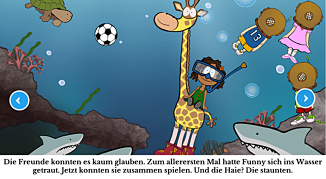 13
Die Freunde konnten es kaum glauben. Zum allerersten Mal hatte Funny sich ins Wasser
getraut. Jetzt konnten sie zusammen spielen. Und die Haie? Die staunten.